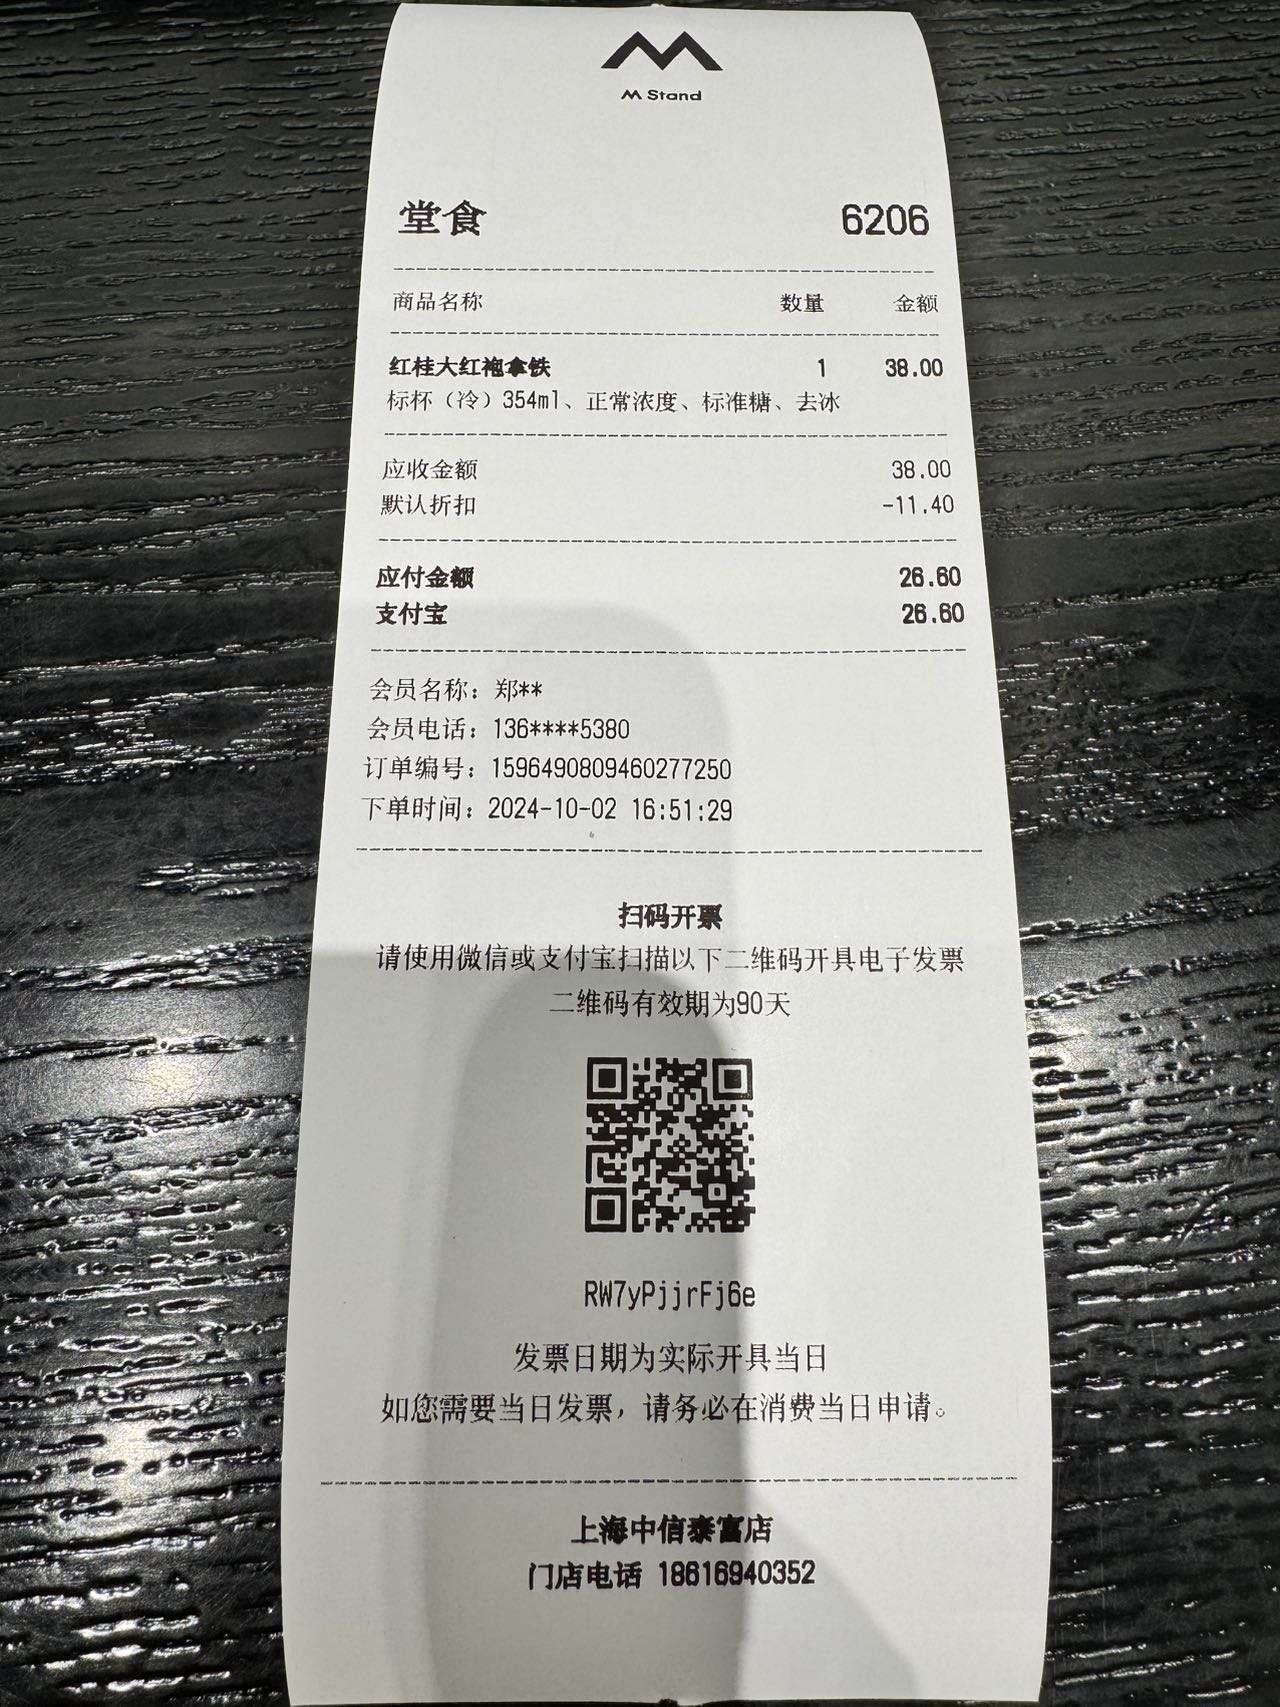 M Stand
堂食 6206
商品名称 数量 金额
红桂大红袍拿铁 1 38.00
标杯（冷）354ml、正常浓度、标准糖、去冰
应收金额 38.00
默认折扣 -11.40
应付金额 26.60
支付宝 26.60
会员名称：郑**
会员电话：136****5380
订单编号：1596490809460277250
下单时间：2024-10-02 16:51:29
扫码开票
请使用微信或支付宝扫描以下二维码开具电子发票
二维码有效期为90天
RW7yPjjrFj6e
发票日期为实际开具当日
如您需要当日发票，请务必在消费当日申请。
上海中信泰富店
门店电话 18616940352